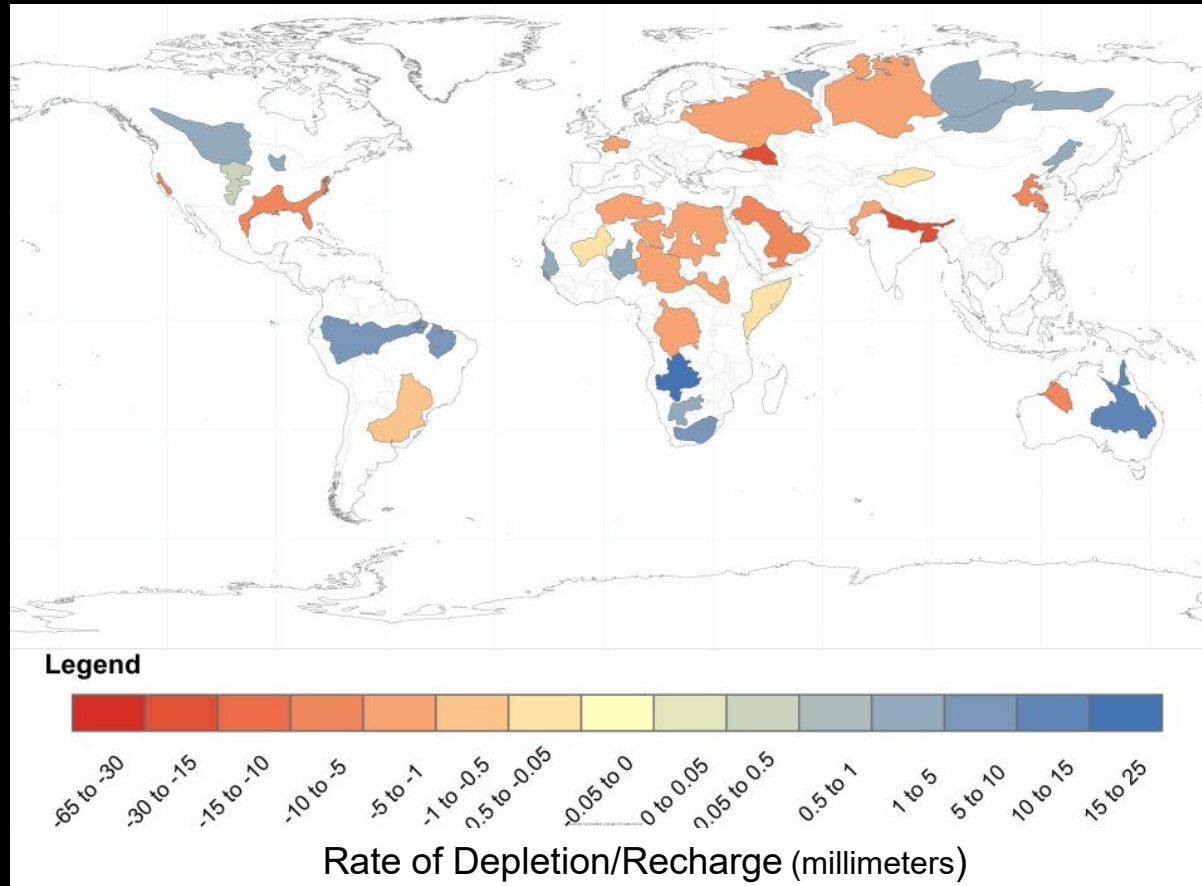 Legend
-65 to -30
-30 to -15
-15 to -10
-10 to -5
-5 to -1
-1 to -0.5
0.5 to -0.05
-0.05 to 0
0 to 0.05
0.05 to 0.5
0.5 to 1
1 to 5
5 to 10
10 to 15
15 to 25
Rate of Depletion/Recharge (millimeters)